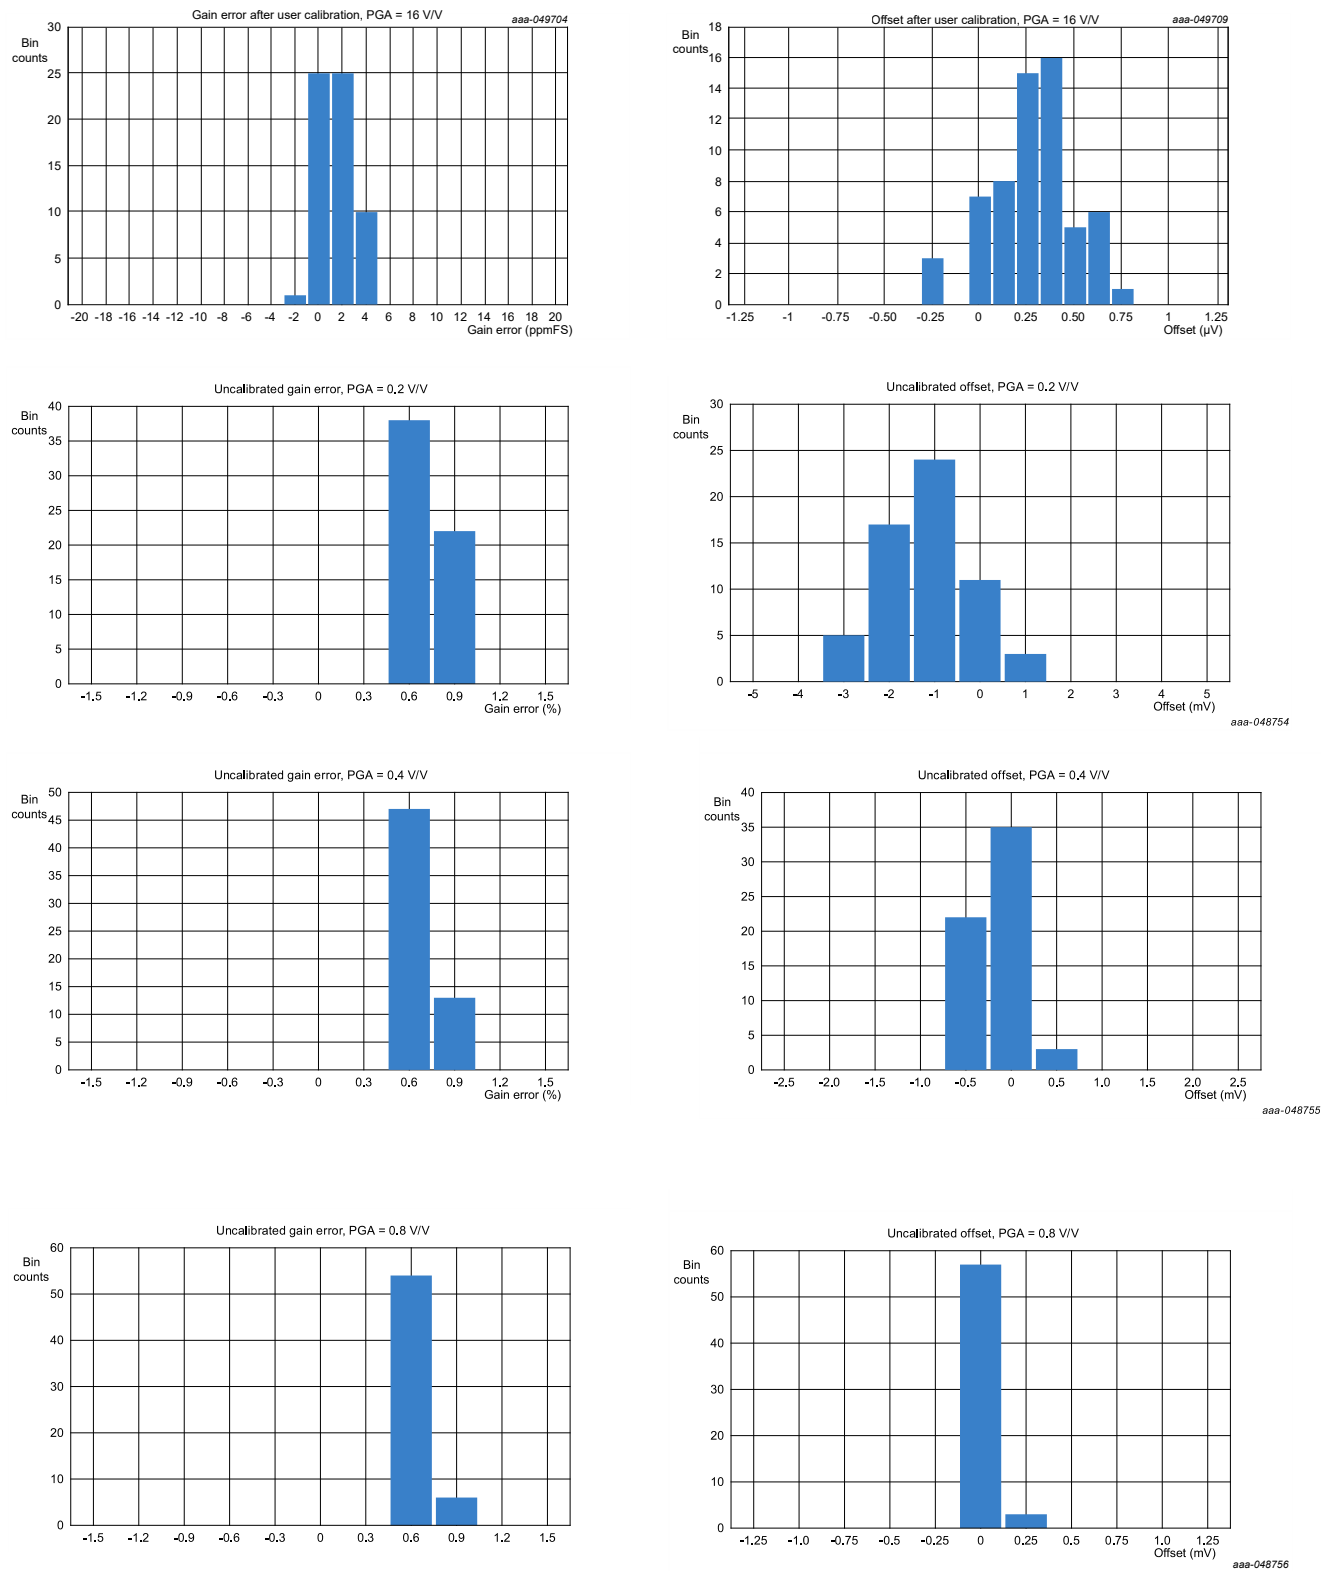 Gain error after user calibration, PGA = 16 V/V
aaa-049704
Bin
counts
30
25
20
15
10
5
0
-20 -18 -16 -14 -12 -10 -8 -6 -4 -2 0 2 4 6 8 10 12 14 16 18 20
Gain error (ppmFS)
Offset after user calibration, PGA = 16 V/V
aaa-049709
Bin
counts
18
16
14
12
10
8
6
4
2
0
-1.25 -1 -0.75 -0.50 -0.25 0 0.25 0.50 0.75 1 1.25
Offset (µV)
Uncalibrated gain error, PGA = 0.2 V/V
Bin
counts
40
35
30
25
20
15
10
5
0
-1.5 -1.2 -0.9 -0.6 -0.3 0 0.3 0.6 0.9 1.2 1.5
Gain error (%)
Uncalibrated offset, PGA = 0.2 V/V
Bin
counts
30
25
20
15
10
5
0
-5 -4 -3 -2 -1 0 1 2 3 4 5
Offset (mV)
aaa-048754
Uncalibrated gain error, PGA = 0.4 V/V
Bin
counts
50
45
40
35
30
25
20
15
10
5
0
-1.5 -1.2 -0.9 -0.6 -0.3 0 0.3 0.6 0.9 1.2 1.5
Gain error (%)
Uncalibrated offset, PGA = 0.4 V/V
Bin
counts
40
35
30
25
20
15
10
5
0
-2.5 -2.0 -1.5 -1.0 -0.5 0 0.5 1.0 1.5 2.0 2.5
Offset (mV)
aaa-048755
Uncalibrated gain error, PGA = 0.8 V/V
Bin
counts
60
50
40
30
20
10
0
-1.5 -1.2 -0.9 -0.6 -0.3 0 0.3 0.6 0.9 1.2 1.5
Uncalibrated offset, PGA = 0.8 V/V
Bin
counts
60
50
40
30
20
10
0
-1.25 -1.0 -0.75 -0.5 -0.25 0 0.25 0.5 0.75 1.0 1.25
Offset (mV)
aaa-048756